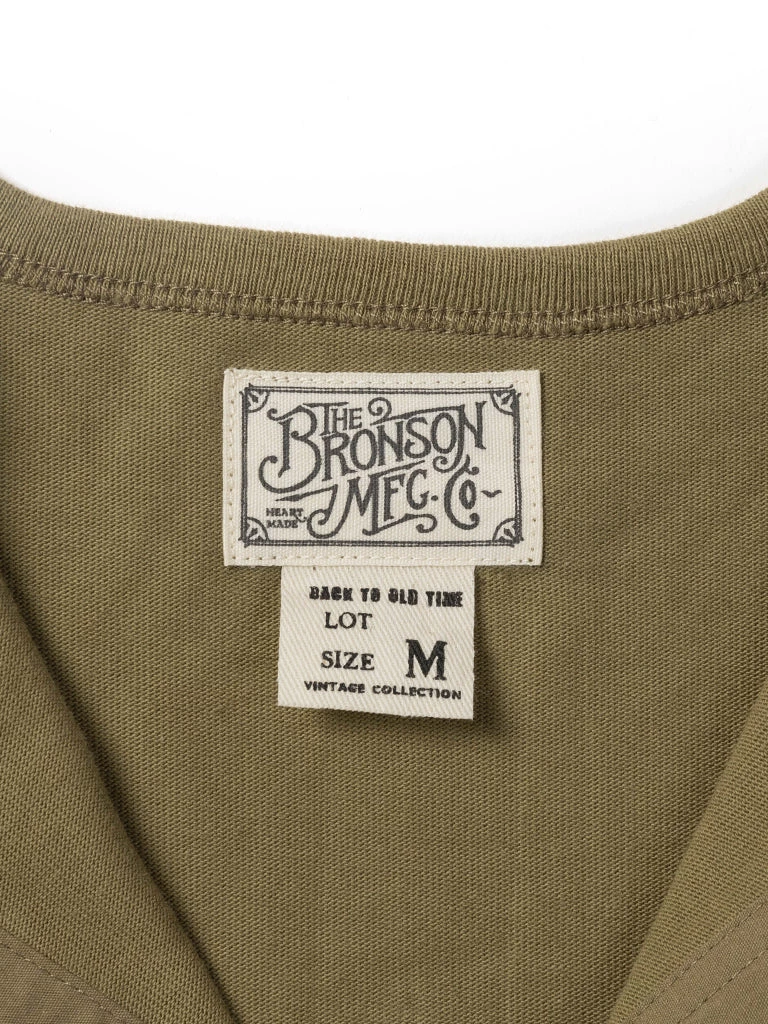 THE
BRONSON
MFG. Co~
HEART
MADE
BACK TO OLD TIME
LOT
SIZE M
VINTAGE COLLECTION